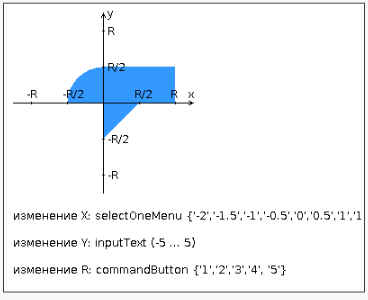 y
R
R/2
-R -R/2 R/2 R x
-R/2
-R
изменение X: selectOneMenu {'-2','-1.5','-1','-0.5','0','0.5','1','1
изменение Y: inputText (-5 ... 5)
изменение R: commandButton {'1','2','3','4', '5'}